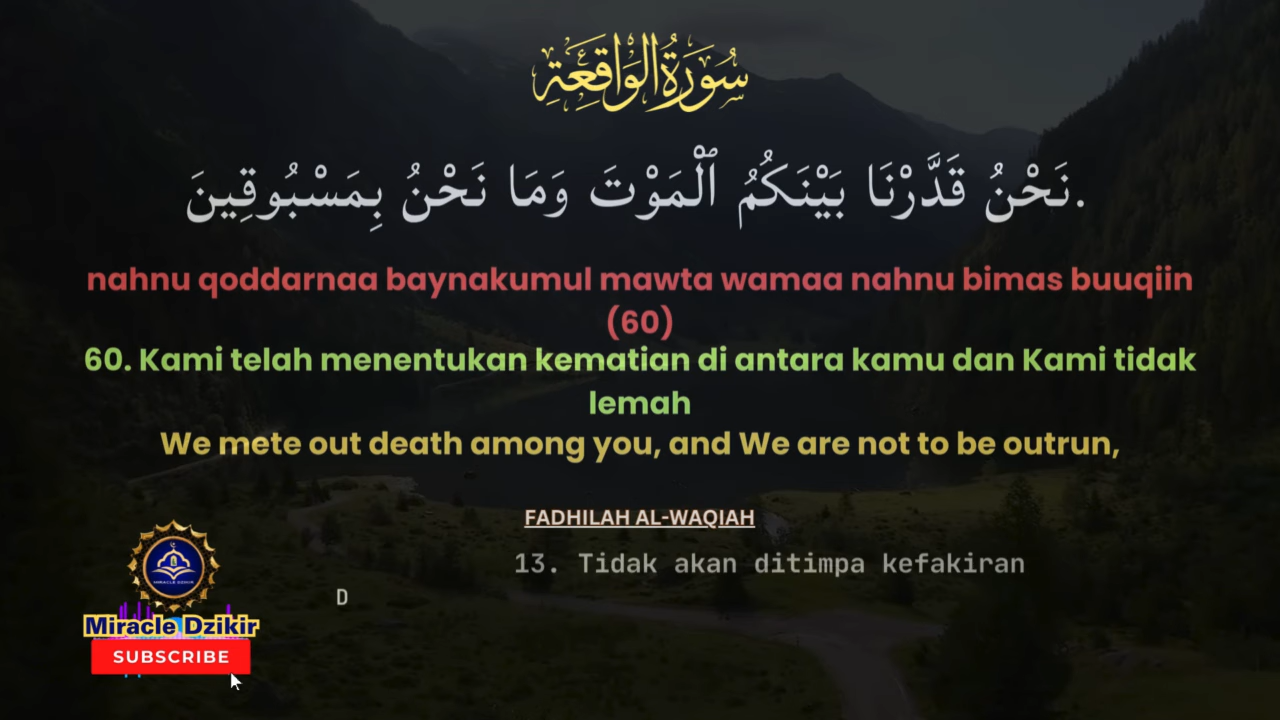 سُورَةُ الْوَاقِعَةِ
نَحْنُ قَدَّرْنَا بَيْنَكُمُ ٱلْمَوْتَ وَمَا نَحْنُ بِمَسْبُوقِينَ.
nahnu qoddarnaa baynakumul mawta wamaa nahnu bimas buuqiin
(60)
60. Kami telah menentukan kematian di antara kamu dan Kami tidak
lemah
We mete out death among you, and We are not to be outrun,
FADHILAH AL-WAQIAH
13. Tidak akan ditimpa kefakiran
D
MIRACLE DZIKIR
Miracle Dzikir
SUBSCRIBE